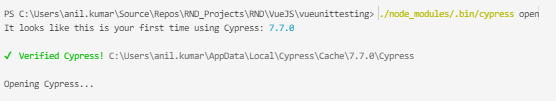 PS C:\Users\anil.kumar\Source\Repos\RND_Projects\RND\VueJS\vueunittesting> ./node_modules/.bin/cypress open
It looks like this is your first time using Cypress: 7.7.0
✓ Verified Cypress! C:\Users\anil.kumar\AppData\Local\Cypress\Cache\7.7.0\Cypress
Opening Cypress...